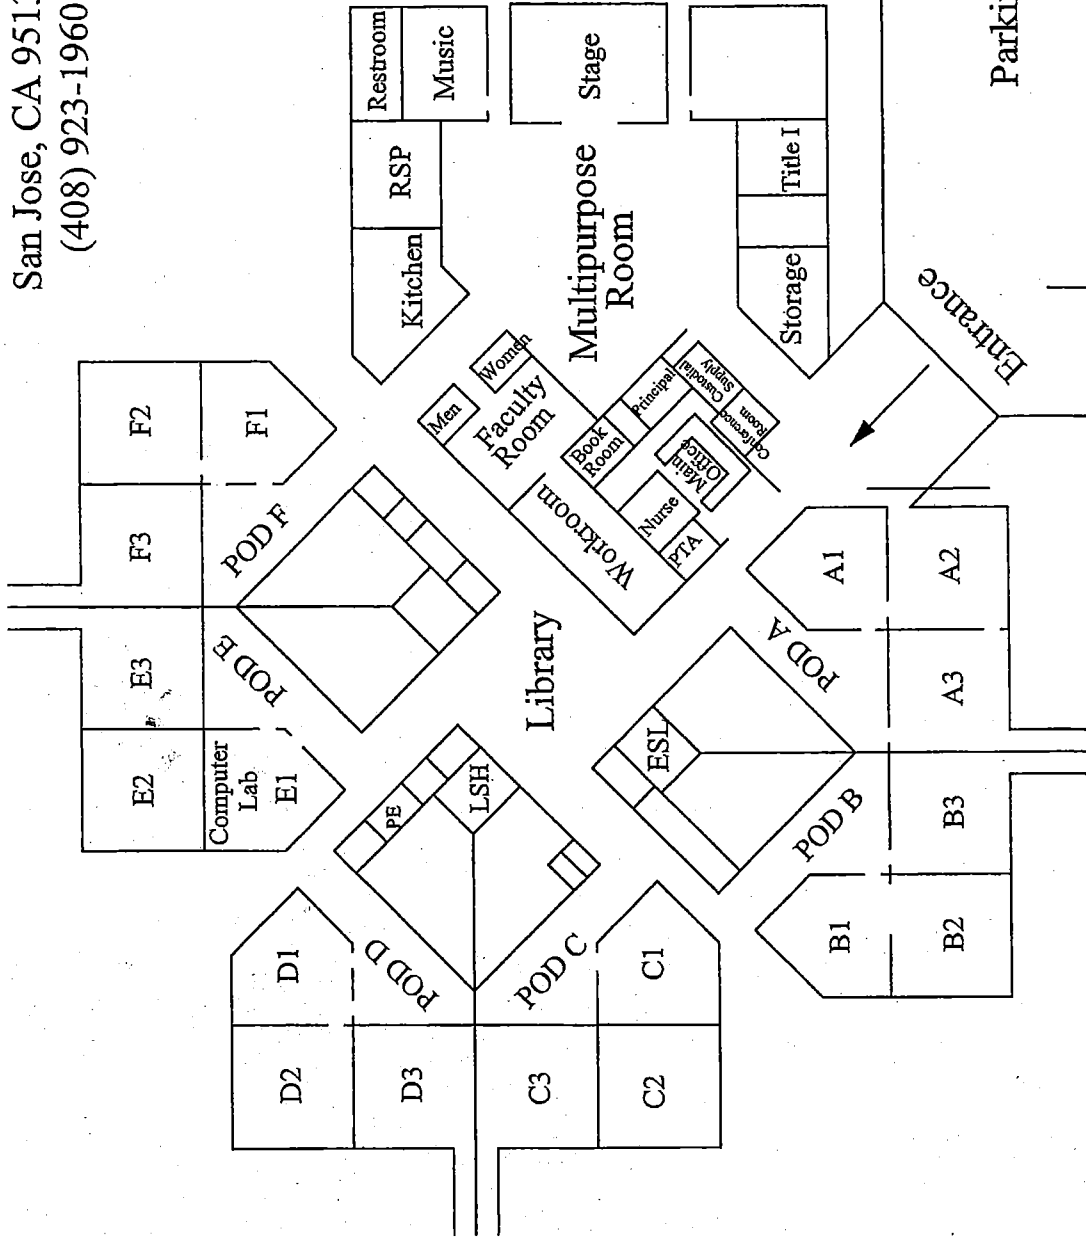 San Jose, CA 9513
(408) 923-1960
Restroom
Music
RSP
Kitchen
Stage
Multipurpose
Room
Title I
Storage
Parki
Entrance
Men
Women
Faculty
Room
Workroom
Book
Room
Principal
Custodial
Supply
Conference
Room
Main
Office
Nurse
PTA
Library
F2
F1
F3
POD F
E3
E2
POD E
Computer
Lab
E1
PE
LSH
D1
D2
D3
POD D
C1
C2
C3
POD C
ESL
B1
B2
B3
POD B
A1
A2
A3
POD A